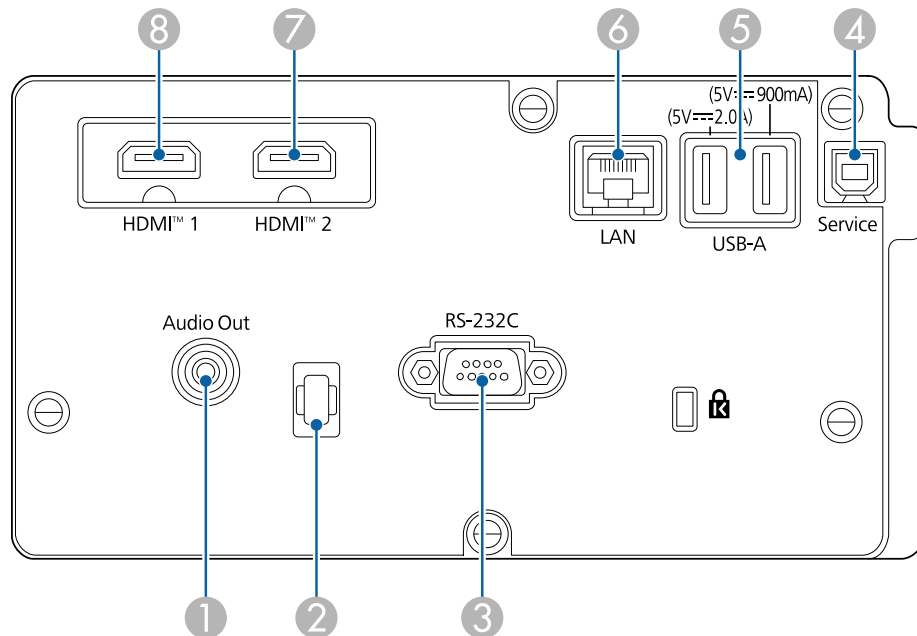 8 7 6 5 4
(5V⎓900mA)
(5V⎓2.0A)
HDMI™ 1 HDMI™ 2 LAN USB-A Service
Audio Out RS-232C
K
1 2 3